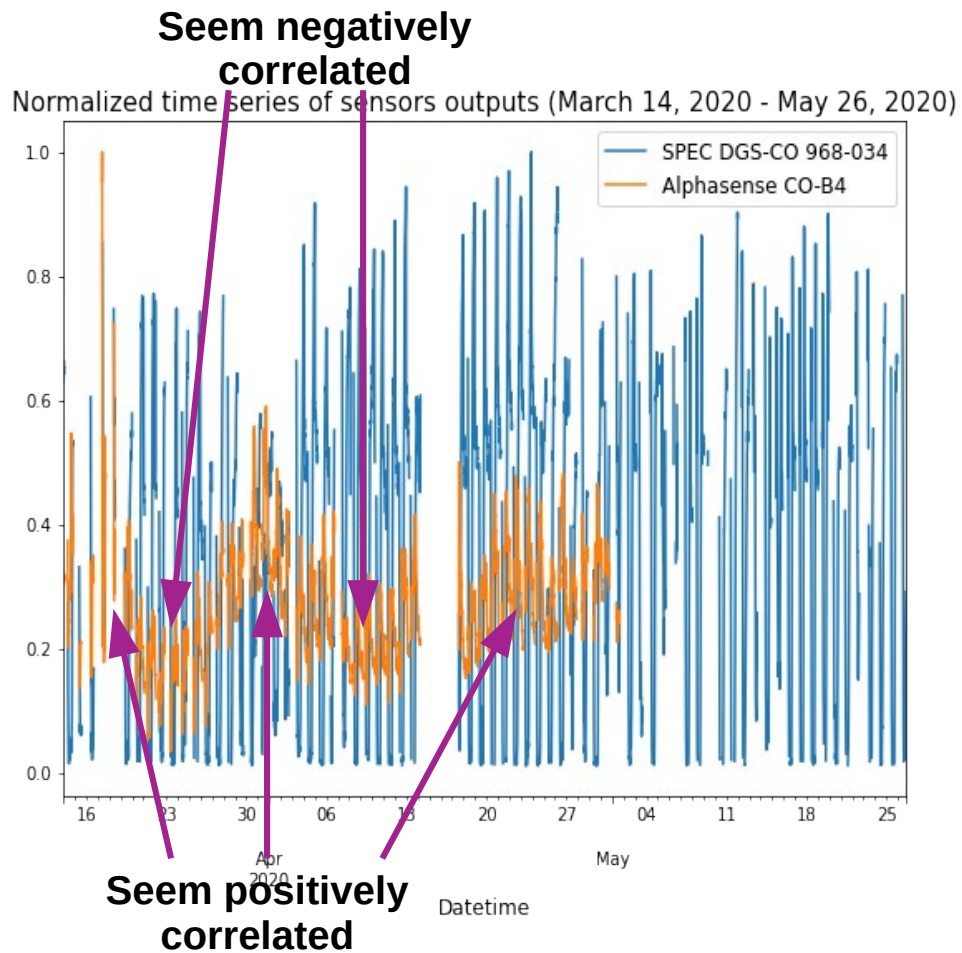 Seem negatively
correlated
Normalized time series of sensors outputs (March 14, 2020 - May 26, 2020)
SPEC DGS-CO 968-034
Alphasense CO-B4
1.0
0.8
0.6
0.4
0.2
0.0
16 23 30 06 13 20 27 04 11 18 25
Apr May
2020
Seem positively
correlated
Datetime